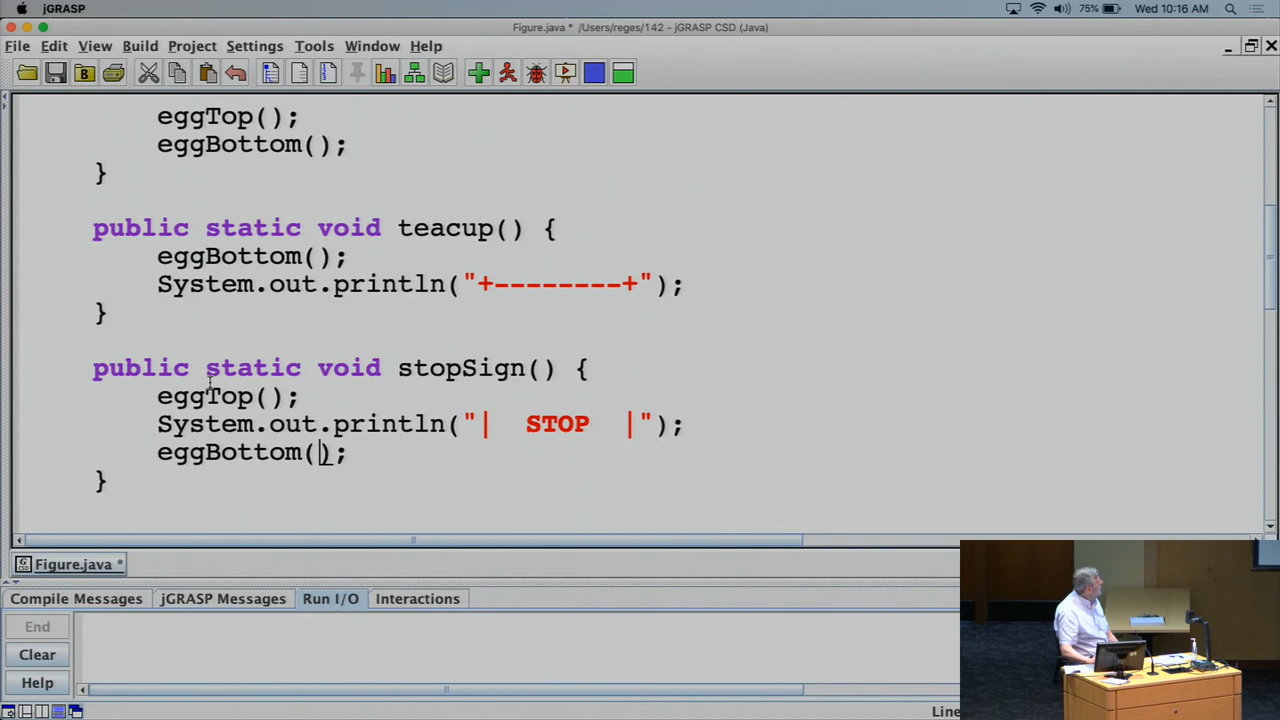 jGRASP
75%
Wed 10:16 AM
Figure.java * /Users/reges/142 - jGRASP CSD (Java)
File Edit View Build Project Settings Tools Window Help
eggTop();
eggBottom();
}
public static void teacup() {
eggBottom();
System.out.println("+--------+");
}
public static void stopSign() {
eggTop();
System.out.println("|  STOP  |");
eggBottom();
}
Figure.java *
Compile Messages jGRASP Messages Run I/O Interactions
End
Clear
Help
Line